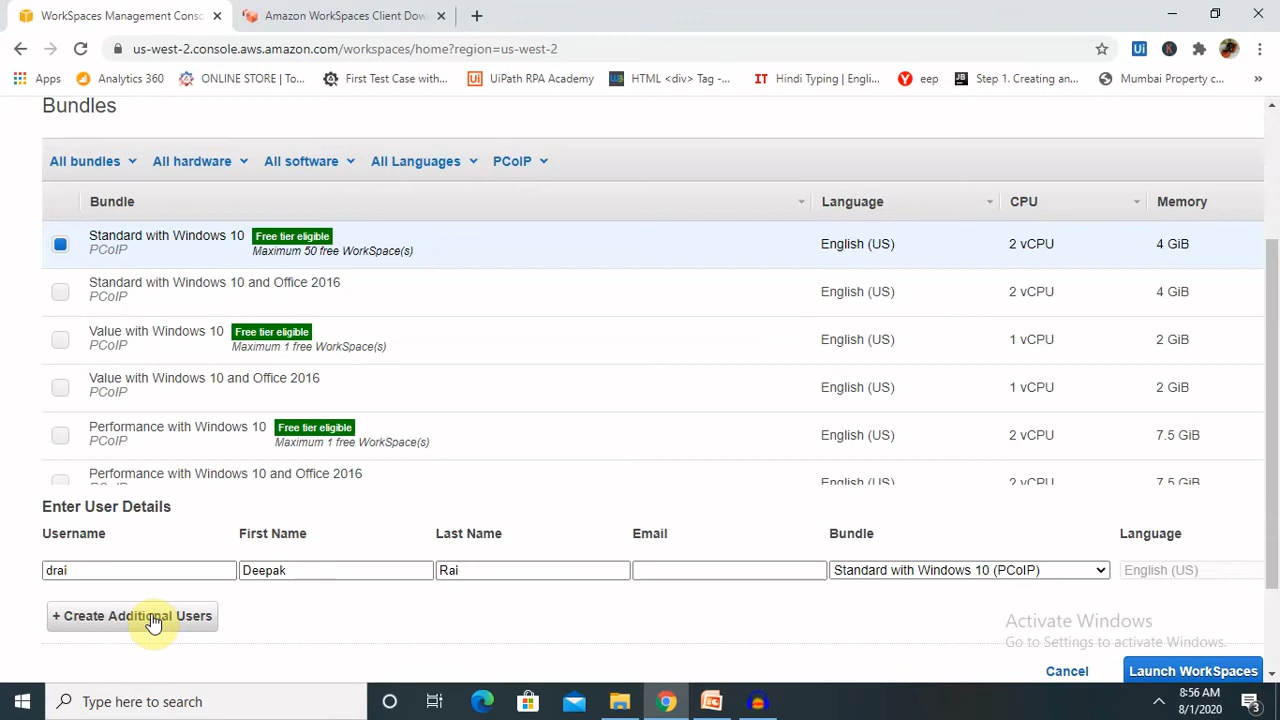 WorkSpaces Management Conso
Amazon WorkSpaces Client Dow
us-west-2.console.aws.amazon.com/workspaces/home?region=us-west-2
Apps
Analytics 360
ONLINE STORE | To...
First Test Case with...
UiPath RPA Academy
HTML <div> Tag -...
Hindi Typing | Engli...
eep
Step 1. Creating an...
Mumbai Property c...
»
Bundles
All bundles
All hardware
All software
All Languages
PCoIP
Bundle
Language
CPU
Memory
Standard with Windows 10
Free tier eligible
PCoIP
Maximum 50 free WorkSpace(s)
English (US)
2 vCPU
4 GiB
Standard with Windows 10 and Office 2016
PCoIP
English (US)
2 vCPU
4 GiB
Value with Windows 10
Free tier eligible
PCoIP
Maximum 1 free WorkSpace(s)
English (US)
1 vCPU
2 GiB
Value with Windows 10 and Office 2016
PCoIP
English (US)
1 vCPU
2 GiB
Performance with Windows 10
Free tier eligible
PCoIP
Maximum 1 free WorkSpace(s)
English (US)
2 vCPU
7.5 GiB
Performance with Windows 10 and Office 2016
PCoIP
English (US)
2 vCPU
7.5 GiB
Enter User Details
Username
First Name
Last Name
Email
Bundle
Language
drai
Deepak
Rai
Standard with Windows 10 (PCoIP)
English (US)
+ Create Additional Users
Activate Windows
Go to Settings to activate Windows.
Cancel
Launch WorkSpaces
Type here to search
8:56 AM
8/1/2020
3